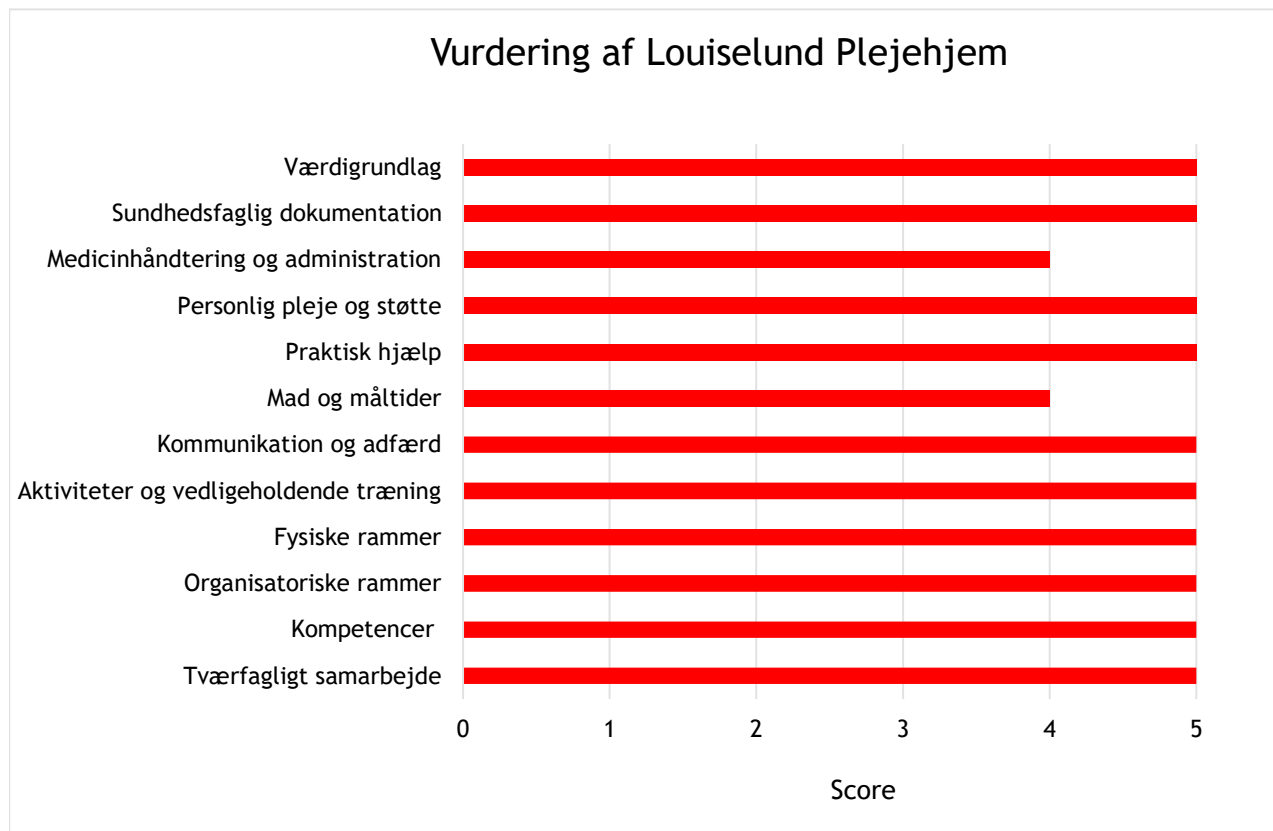 Vurdering af Louiselund Plejehjem
Værdigrundlag
Sundhedsfaglig dokumentation
Medicinhåndtering og administration
Personlig pleje og støtte
Praktisk hjælp
Mad og måltider
Kommunikation og adfærd
Aktiviteter og vedligeholdende træning
Fysiske rammer
Organisatoriske rammer
Kompetencer
Tværfagligt samarbejde
0 1 2 3 4 5
Score